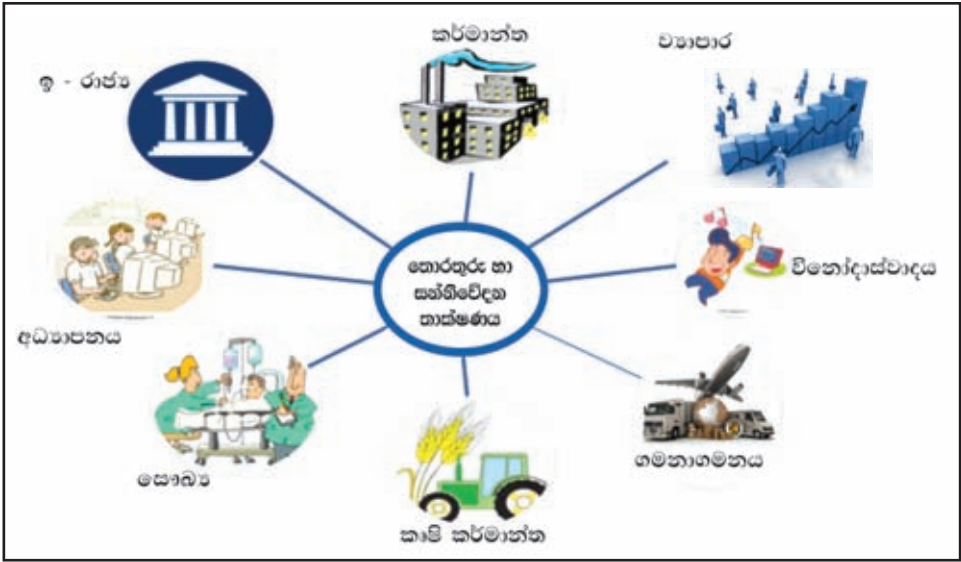 කර්මාන්ත
ව්‍යාපාර
ඉ - රාජ්‍ය
තොරතුරු හා
සන්නිවේදන
තාක්ෂණය
විනෝදාස්වාදය
අධ්‍යාපනය
ගමනාගමනය
සෞඛ්‍ය
කෘෂි කර්මාන්ත